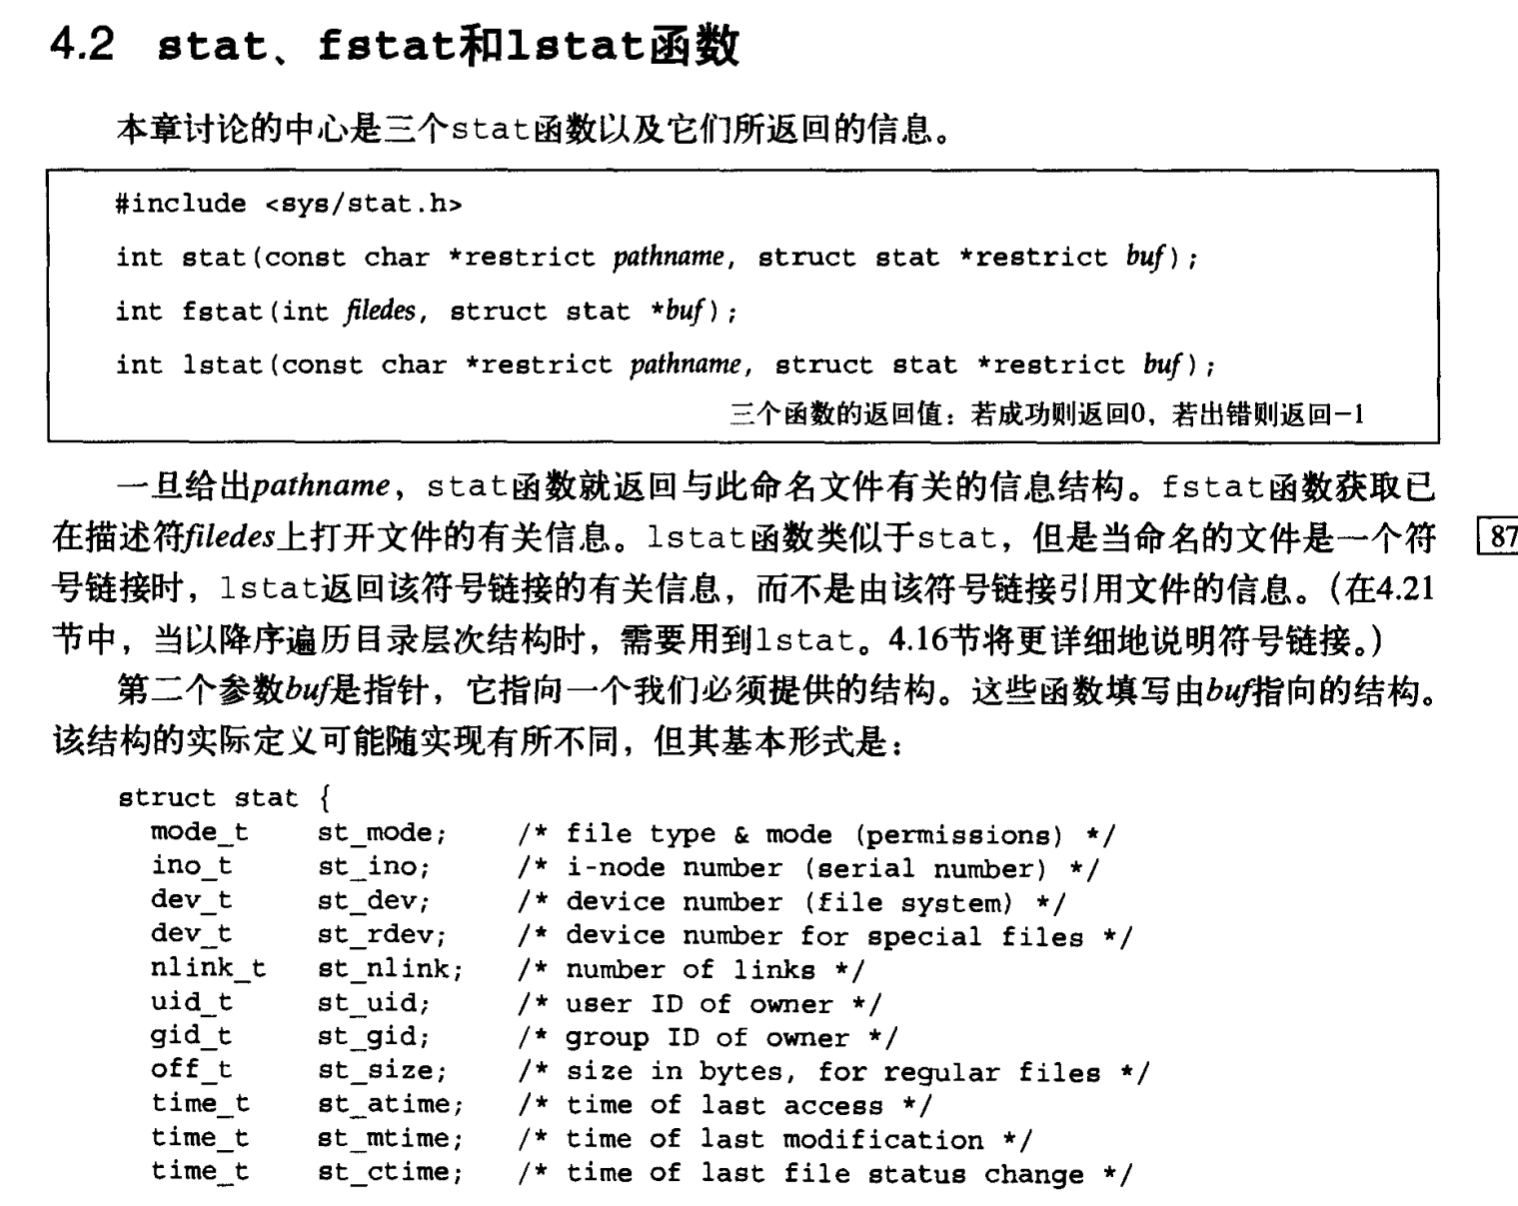 4.2 stat、fstat和lstat函数
本章讨论的中心是三个stat函数以及它们所返回的信息。
#include <sys/stat.h>
int stat(const char *restrict pathname, struct stat *restrict buf);
int fstat(int filedes, struct stat *buf);
int lstat(const char *restrict pathname, struct stat *restrict buf);
三个函数的返回值：若成功则返回0，若出错则返回−1
一旦给出pathname，stat函数就返回与此命名文件有关的信息结构。fstat函数获取已
在描述符filedes上打开文件的有关信息。lstat函数类似于stat，但是当命名的文件是一个符
87
号链接时，lstat返回该符号链接的有关信息，而不是由该符号链接引用文件的信息。（在4.21
节中，当以降序遍历目录层次结构时，需要用到lstat。4.16节将更详细地说明符号链接。）
第二个参数buf是指针，它指向一个我们必须提供的结构。这些函数填写由buf指向的结构。
该结构的实际定义可能随实现有所不同，但其基本形式是：
struct stat {
mode_t st_mode; /* file type & mode (permissions) */
ino_t st_ino; /* i-node number (serial number) */
dev_t st_dev; /* device number (file system) */
dev_t st_rdev; /* device number for special files */
nlink_t st_nlink; /* number of links */
uid_t st_uid; /* user ID of owner */
gid_t st_gid; /* group ID of owner */
off_t st_size; /* size in bytes, for regular files */
time_t st_atime; /* time of last access */
time_t st_mtime; /* time of last modification */
time_t st_ctime; /* time of last file status change */